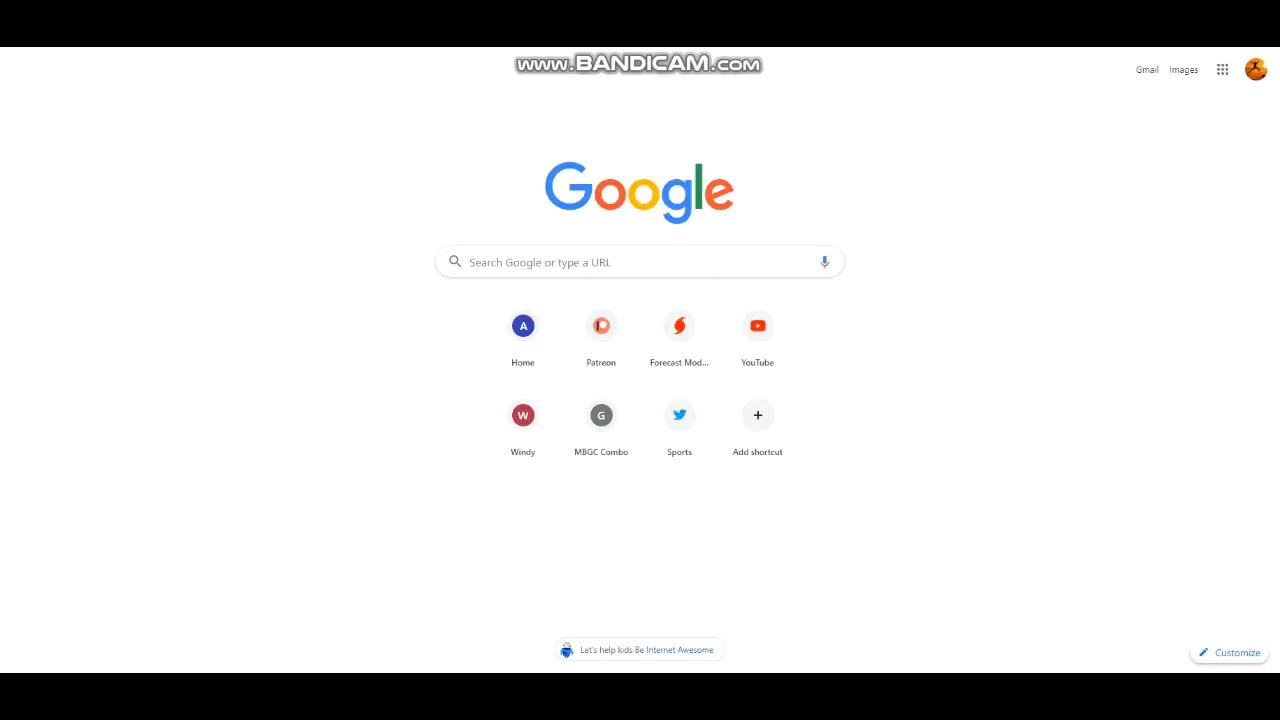 www.BANDICAM.COM
Gmail Images
Google
Search Google or type a URL
A
Home Patreon Forecast Mod... YouTube
W G
Windy MBGC Combo Sports Add shortcut
Let's help kids Be Internet Awesome
Customize